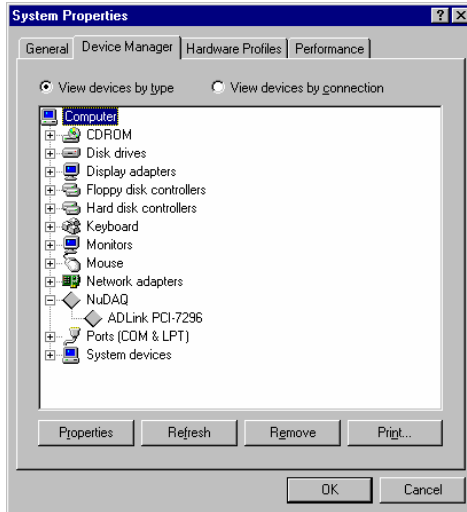 System Properties
General Device Manager Hardware Profiles Performance
View devices by type View devices by connection
Computer
CDROM
Disk drives
Display adapters
Floppy disk controllers
Hard disk controllers
Keyboard
Monitors
Mouse
Network adapters
NuDAQ
ADLink PCI-7296
Ports (COM & LPT)
System devices
Properties Refresh Remove Print...
OK Cancel